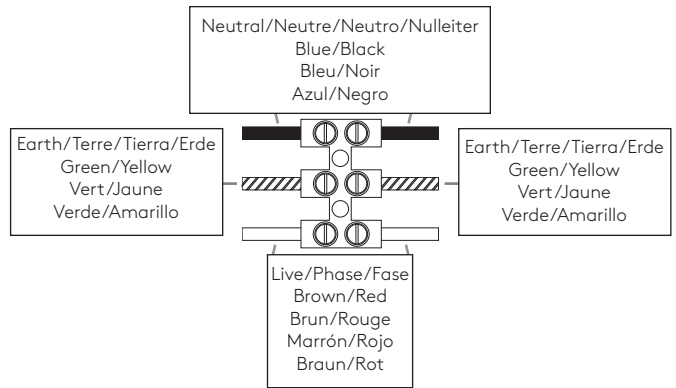 Neutral/Neutre/Neutro/Nulleiter
Blue/Black
Bleu/Noir
Azul/Negro
Earth/Terre/Tierra/Erde
Green/Yellow
Vert/Jaune
Verde/Amarillo
Earth/Terre/Tierra/Erde
Green/Yellow
Vert/Jaune
Verde/Amarillo
Live/Phase/Fase
Brown/Red
Brun/Rouge
Marrón/Rojo
Braun/Rot